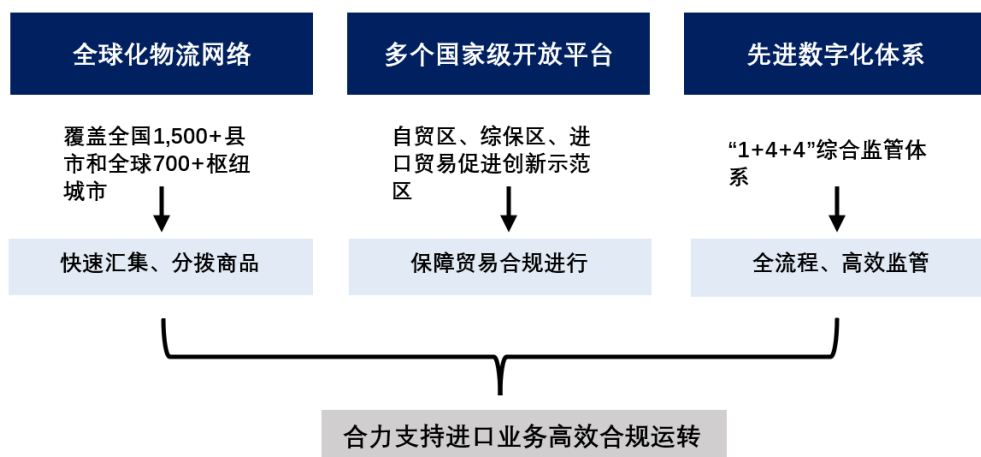 全球化物流网络
多个国家级开放平台
先进数字化体系
覆盖全国1,500+县
市和全球700+枢纽
城市
自贸区、综保区、进
口贸易促进创新示范
区
“1+4+4”综合监管体
系
快速汇集、分拨商品
保障贸易合规进行
全流程、高效监管
合力支持进口业务高效合规运转